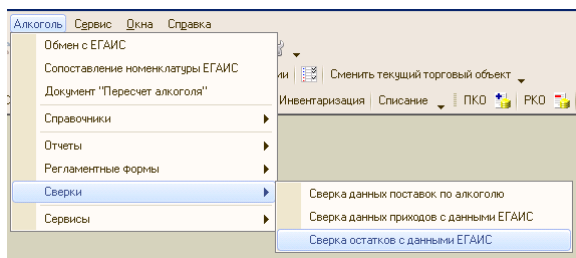 Алкоголь Сервис Окна Справка
Обмен с ЕГАИС
Сопоставление номенклатуры ЕГАИС
ии Сменить текущий торговый объект
Документ "Пересчет алкоголя"
Инвентаризация Списание ПКО РКО
Справочники
Отчеты
Регламентные формы
Сверки
Сверка данных поставок по алкоголю
Сервисы
Сверка данных приходов с данными ЕГАИС
Сверка остатков с данными ЕГАИС